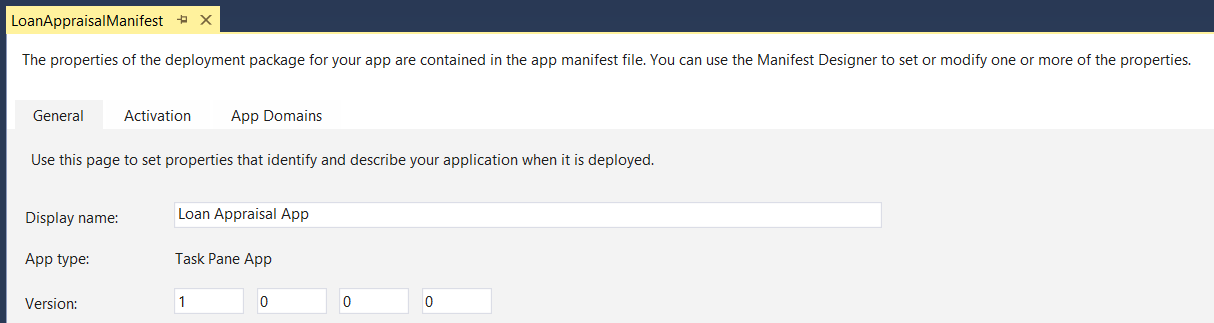 LoanAppraisalManifest
The properties of the deployment package for your app are contained in the app manifest file. You can use the Manifest Designer to set or modify one or more of the properties.
General Activation App Domains
Use this page to set properties that identify and describe your application when it is deployed.
Display name: Loan Appraisal App
App type: Task Pane App
Version: 1 0 0 0